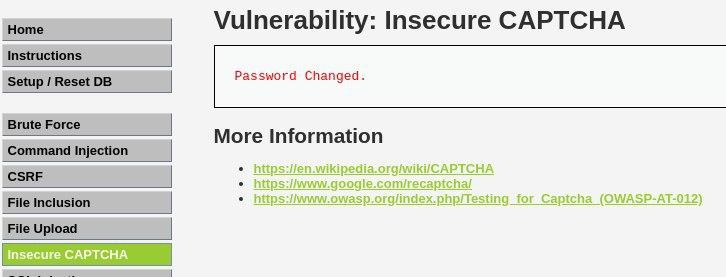 Vulnerability: Insecure CAPTCHA
Home
Instructions
Setup / Reset DB
Brute Force
Command Injection
CSRF
File Inclusion
File Upload
Insecure CAPTCHA
Password Changed.
More Information
https://en.wikipedia.org/wiki/CAPTCHA
https://www.google.com/recaptcha/
https://www.owasp.org/index.php/Testing_for_Captcha_(OWASP-AT-012)